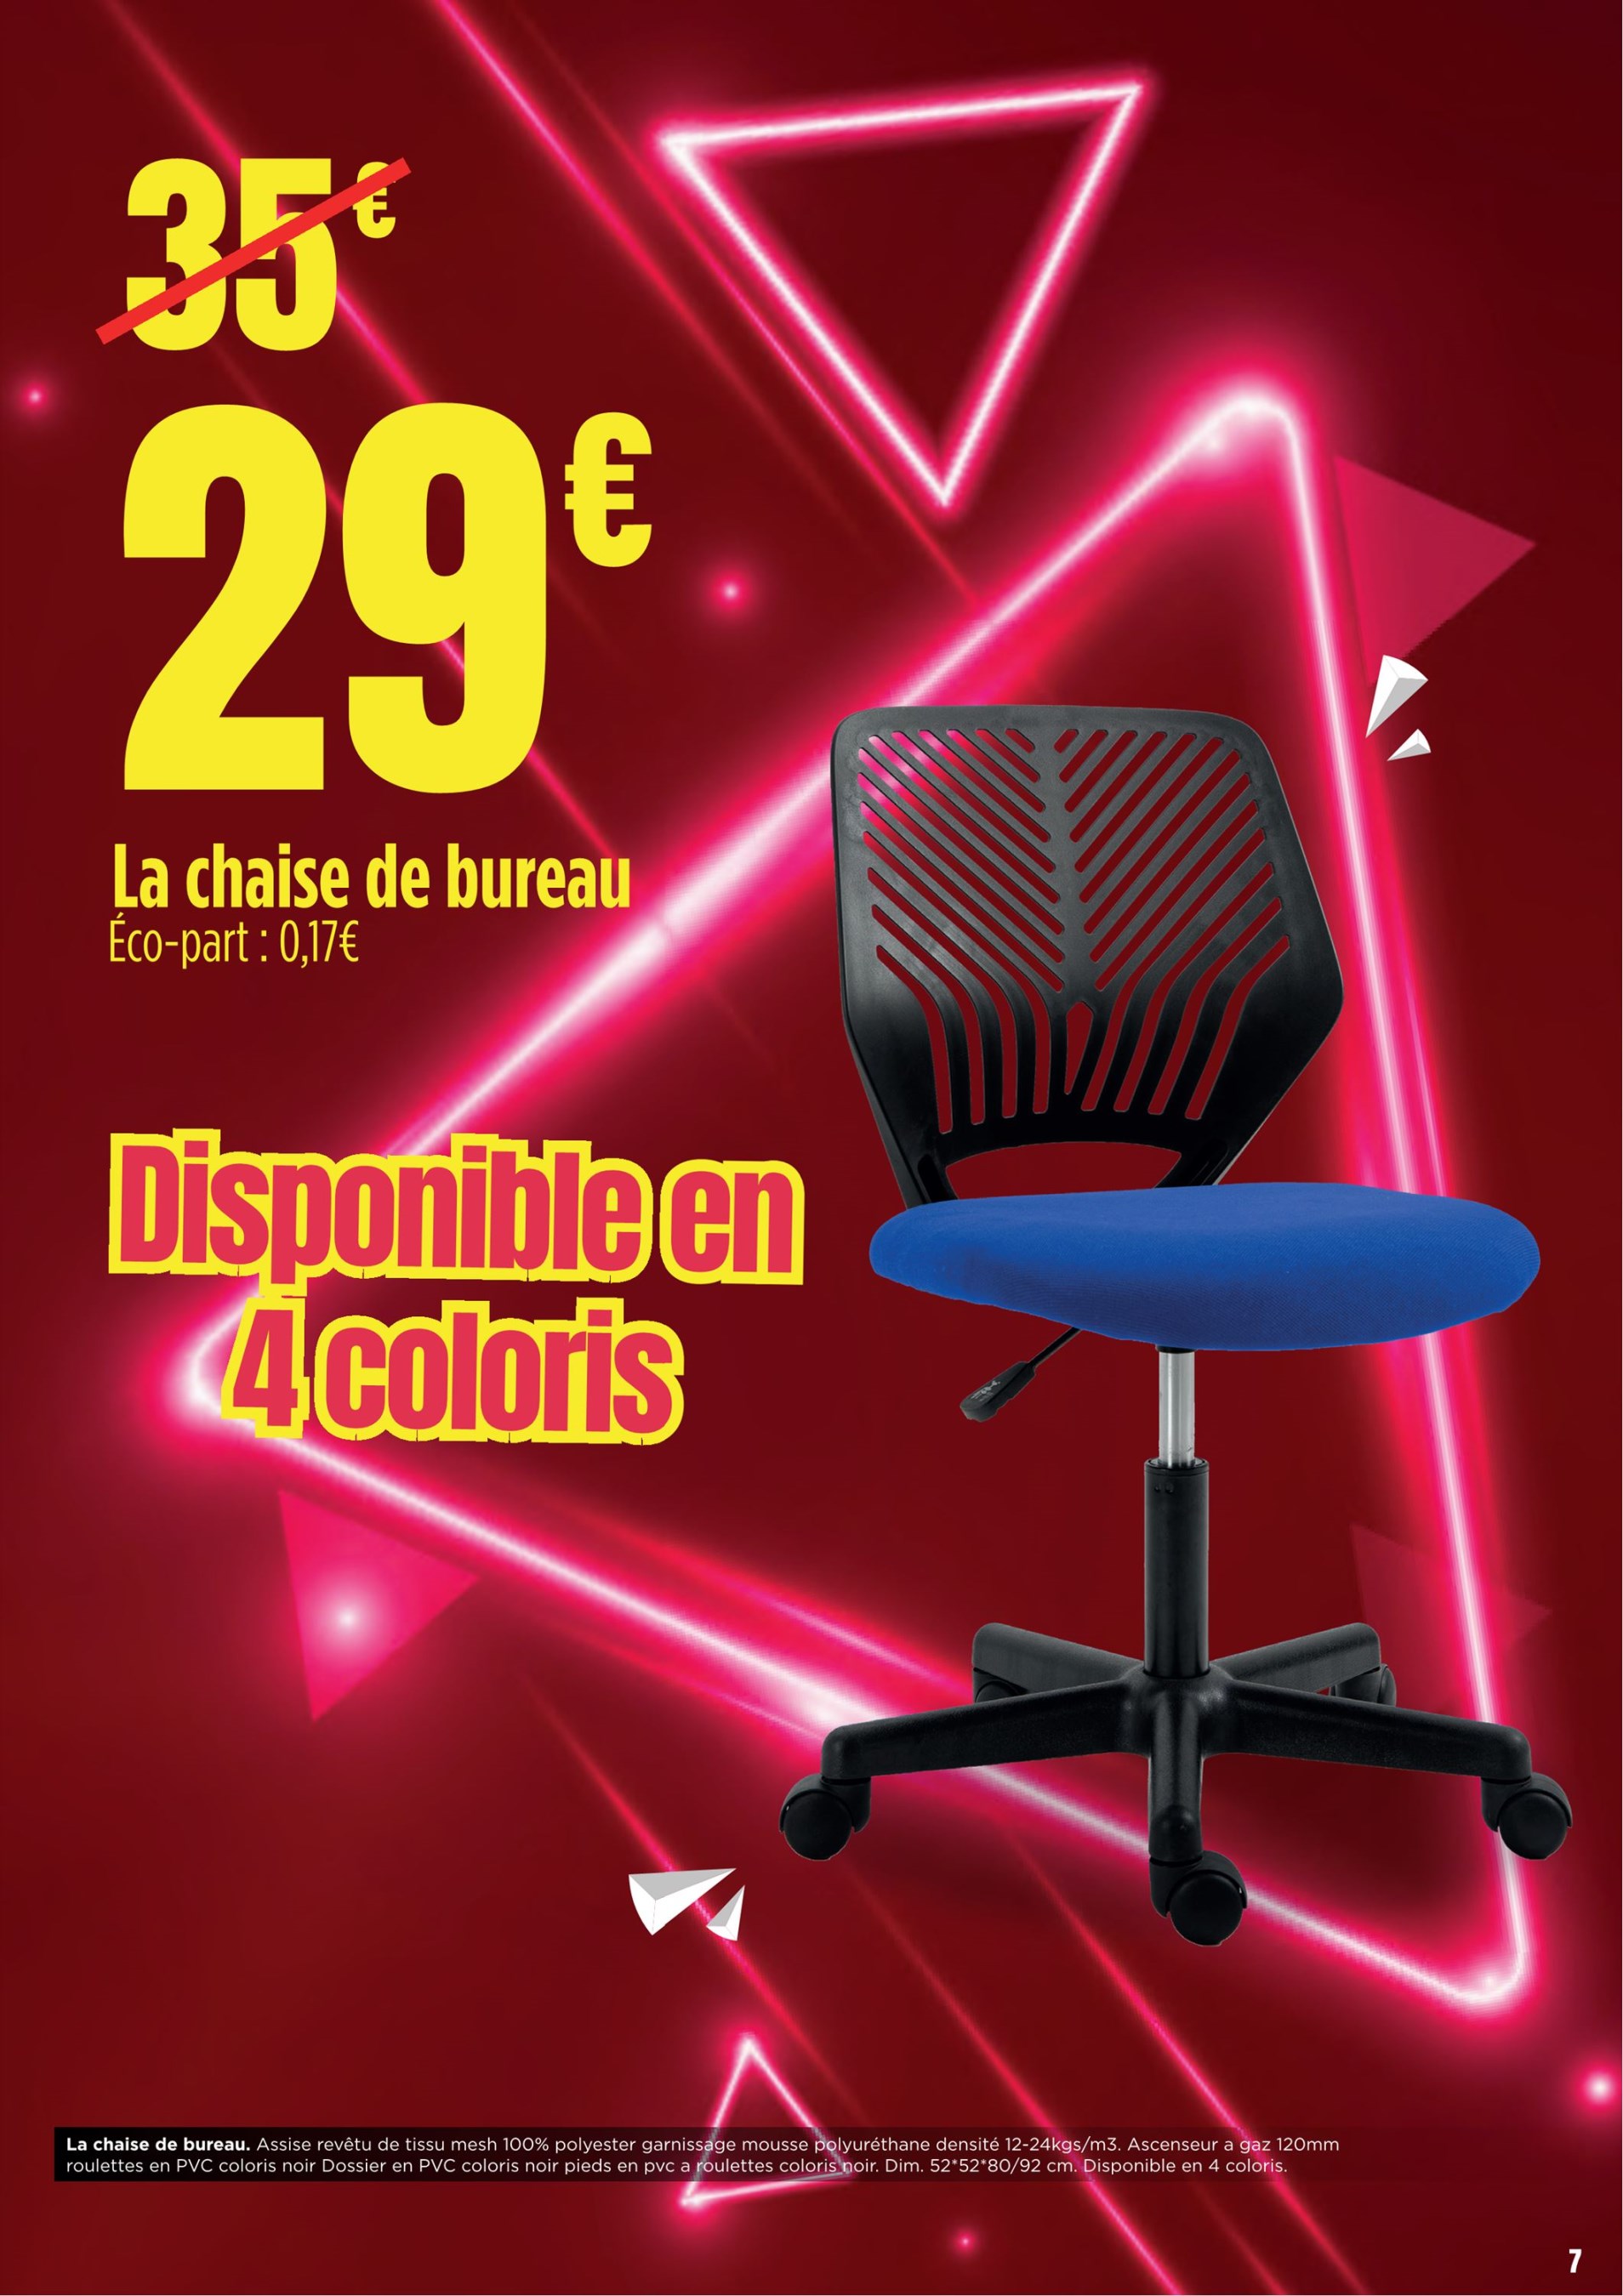 35€
29€
La chaise de bureau
Éco-part : 0,17€
Disponible en
4 coloris
La chaise de bureau. Assise revêtu de tissu mesh 100% polyester garnissage mousse polyuréthane densité 12-24kgs/m3. Ascenseur a gaz 120mm
roulettes en PVC coloris noir Dossier en PVC coloris noir pieds en pvc a roulettes coloris noir. Dim. 52*52*80/92 cm. Disponible en 4 coloris.
7